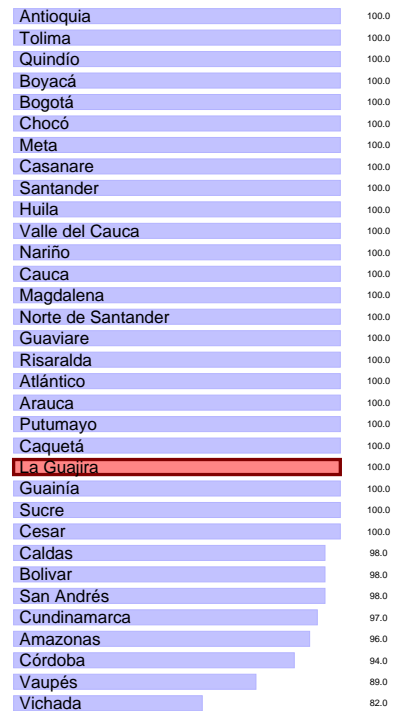 Antioquia 100.0
Tolima 100.0
Quindío 100.0
Boyacá 100.0
Bogotá 100.0
Chocó 100.0
Meta 100.0
Casanare 100.0
Santander 100.0
Huila 100.0
Valle del Cauca 100.0
Nariño 100.0
Cauca 100.0
Magdalena 100.0
Norte de Santander 100.0
Guaviare 100.0
Risaralda 100.0
Atlántico 100.0
Arauca 100.0
Putumayo 100.0
Caquetá 100.0
La Guajira 100.0
Guainía 100.0
Sucre 100.0
Cesar 100.0
Caldas 98.0
Bolivar 98.0
San Andrés 98.0
Cundinamarca 97.0
Amazonas 96.0
Córdoba 94.0
Vaupés 89.0
Vichada 82.0